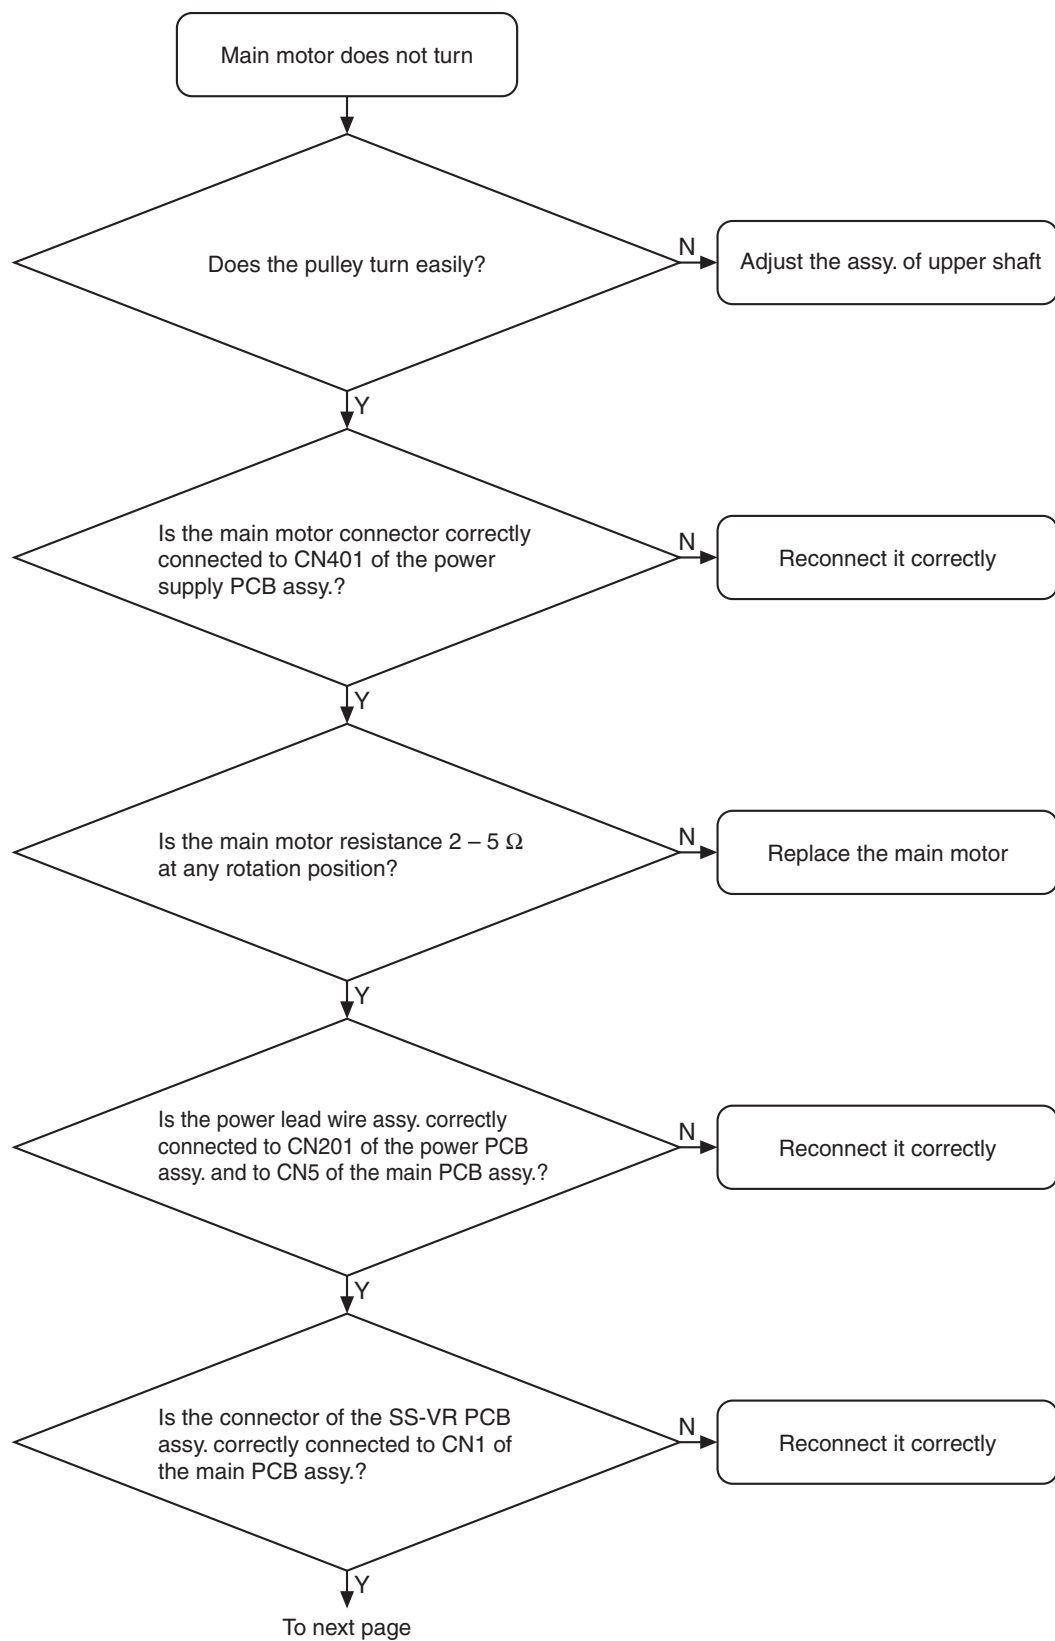 Main motor does not turn
Does the pulley turn easily?
N
Adjust the assy. of upper shaft
Y
Is the main motor connector correctly
connected to CN401 of the power
supply PCB assy.?
N
Reconnect it correctly
Y
Is the main motor resistance 2 – 5 Ω
at any rotation position?
N
Replace the main motor
Y
Is the power lead wire assy. correctly
connected to CN201 of the power PCB
assy. and to CN5 of the main PCB assy.?
N
Reconnect it correctly
Y
Is the connector of the SS-VR PCB
assy. correctly connected to CN1 of
the main PCB assy.?
N
Reconnect it correctly
Y
To next page